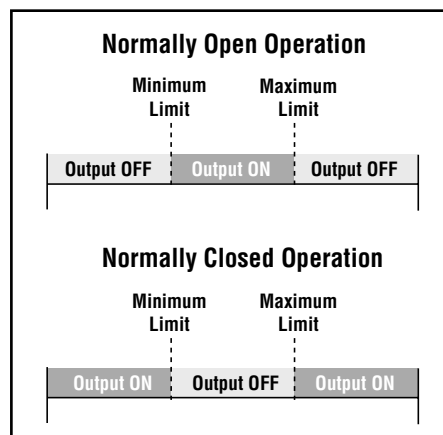 Normally Open Operation
Minimum Maximum
Limit Limit
Output OFF Output ON Output OFF
Normally Closed Operation
Minimum Maximum
Limit Limit
Output ON Output OFF Output ON